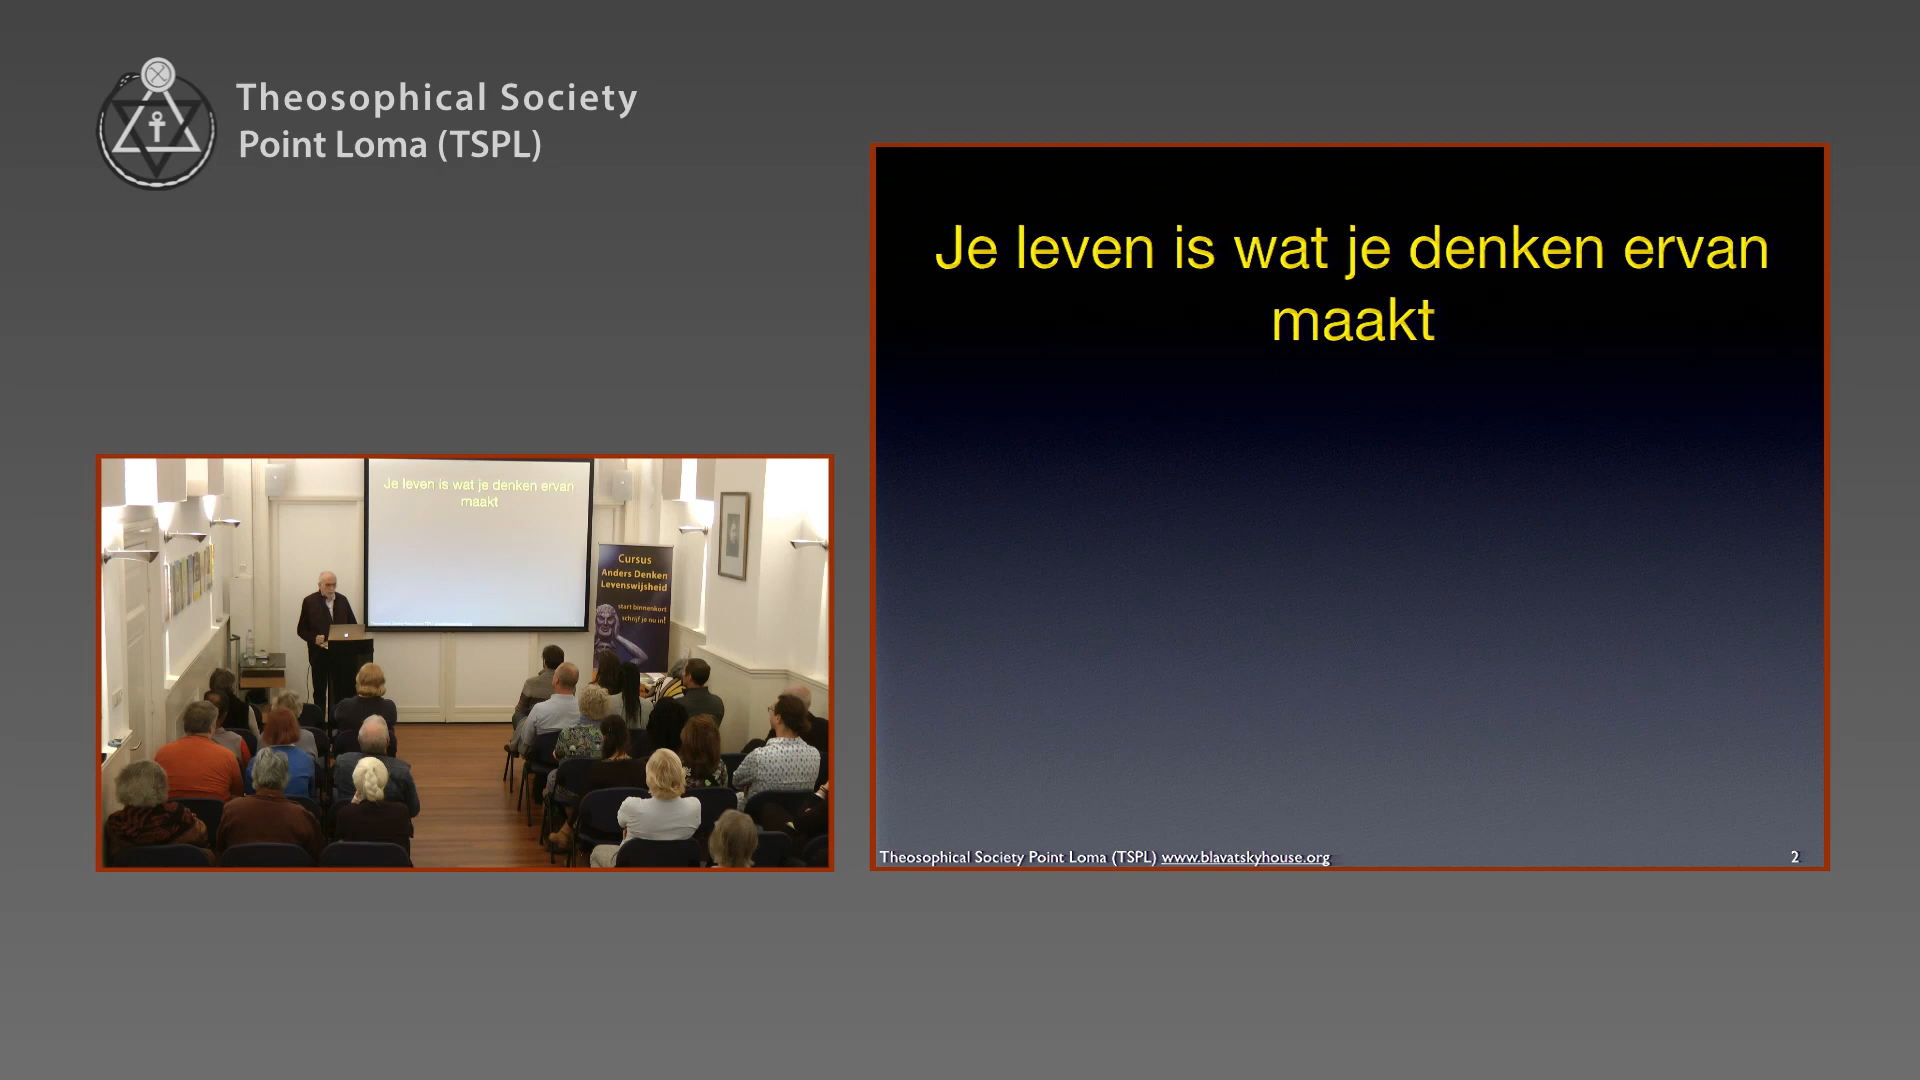 Theosophical Society
Point Loma (TSPL)
Je leven is wat je denken ervan
maakt
Theosophical Society Point Loma (TSPL) www.blavatskyhouse.org
2
Je leven is wat je denken ervan
maakt
Cursus
Anders Denken
Levenswijsheid
start binnenkort
schrijf je nu in!